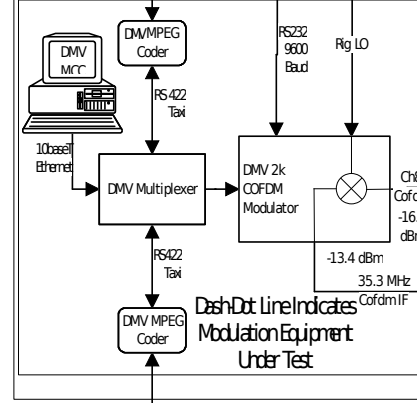 DMV
MCC
DMV MPEG
Coder
RS232
9600
Baud
Rig LO
RS 422
Taxi
10baseT
Ethernet
DMV Multiplexer
DMV 2k
COFDM
Modulator
-13.4 dBm
35.3 MHz
Cofdm IF
RS422
Taxi
DMV MPEG
Coder
Dash-Dot Line Indicates
Modulation Equipment
Under Test